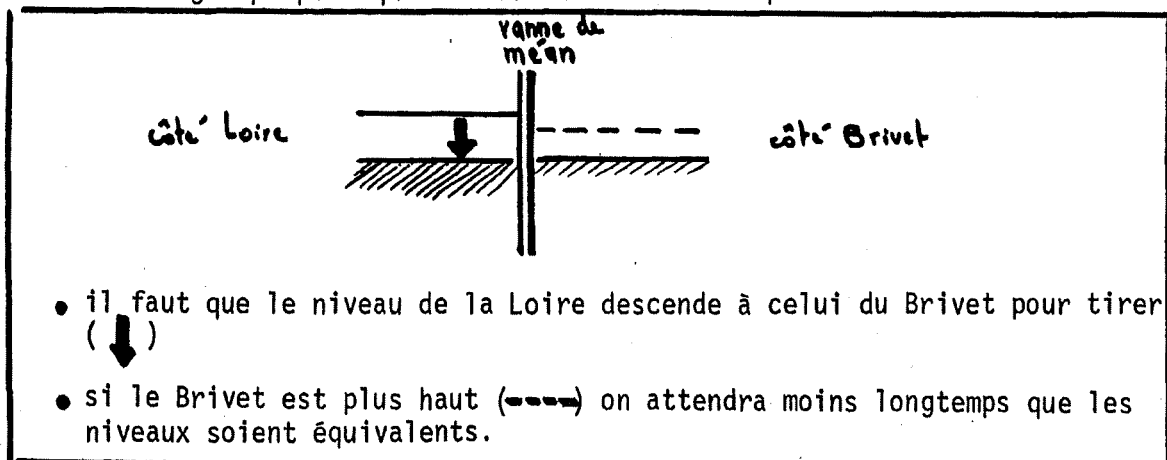 vanne de
méan
côté Loire
côté Brivet
• il faut que le niveau de la Loire descende à celui du Brivet pour tirer
(⬇)
• si le Brivet est plus haut (----) on attendra moins longtemps que les
niveaux soient équivalents.